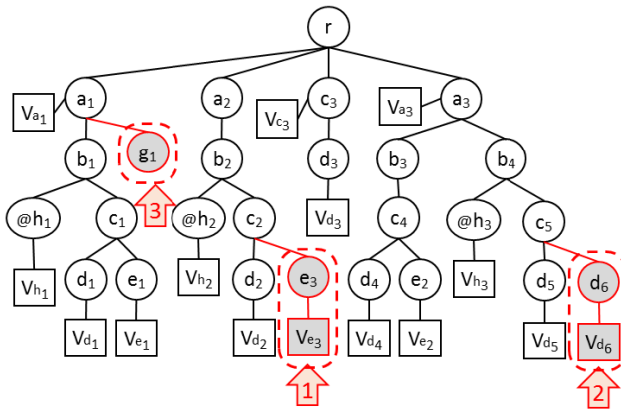 r
a1 a2 c3 a3
Va1 Vc3 Va3
b1 g1 b2 d3 b3 b4
3
@h1 c1 @h2 c2 Vd3 c4 @h3 c5
Vh1 d1 e1 Vh2 d2 e3 d4 e2 Vh3 d5 d6
Vd1 Ve1 Vd2 Ve3 Vd4 Ve2 Vd5 Vd6
1 2